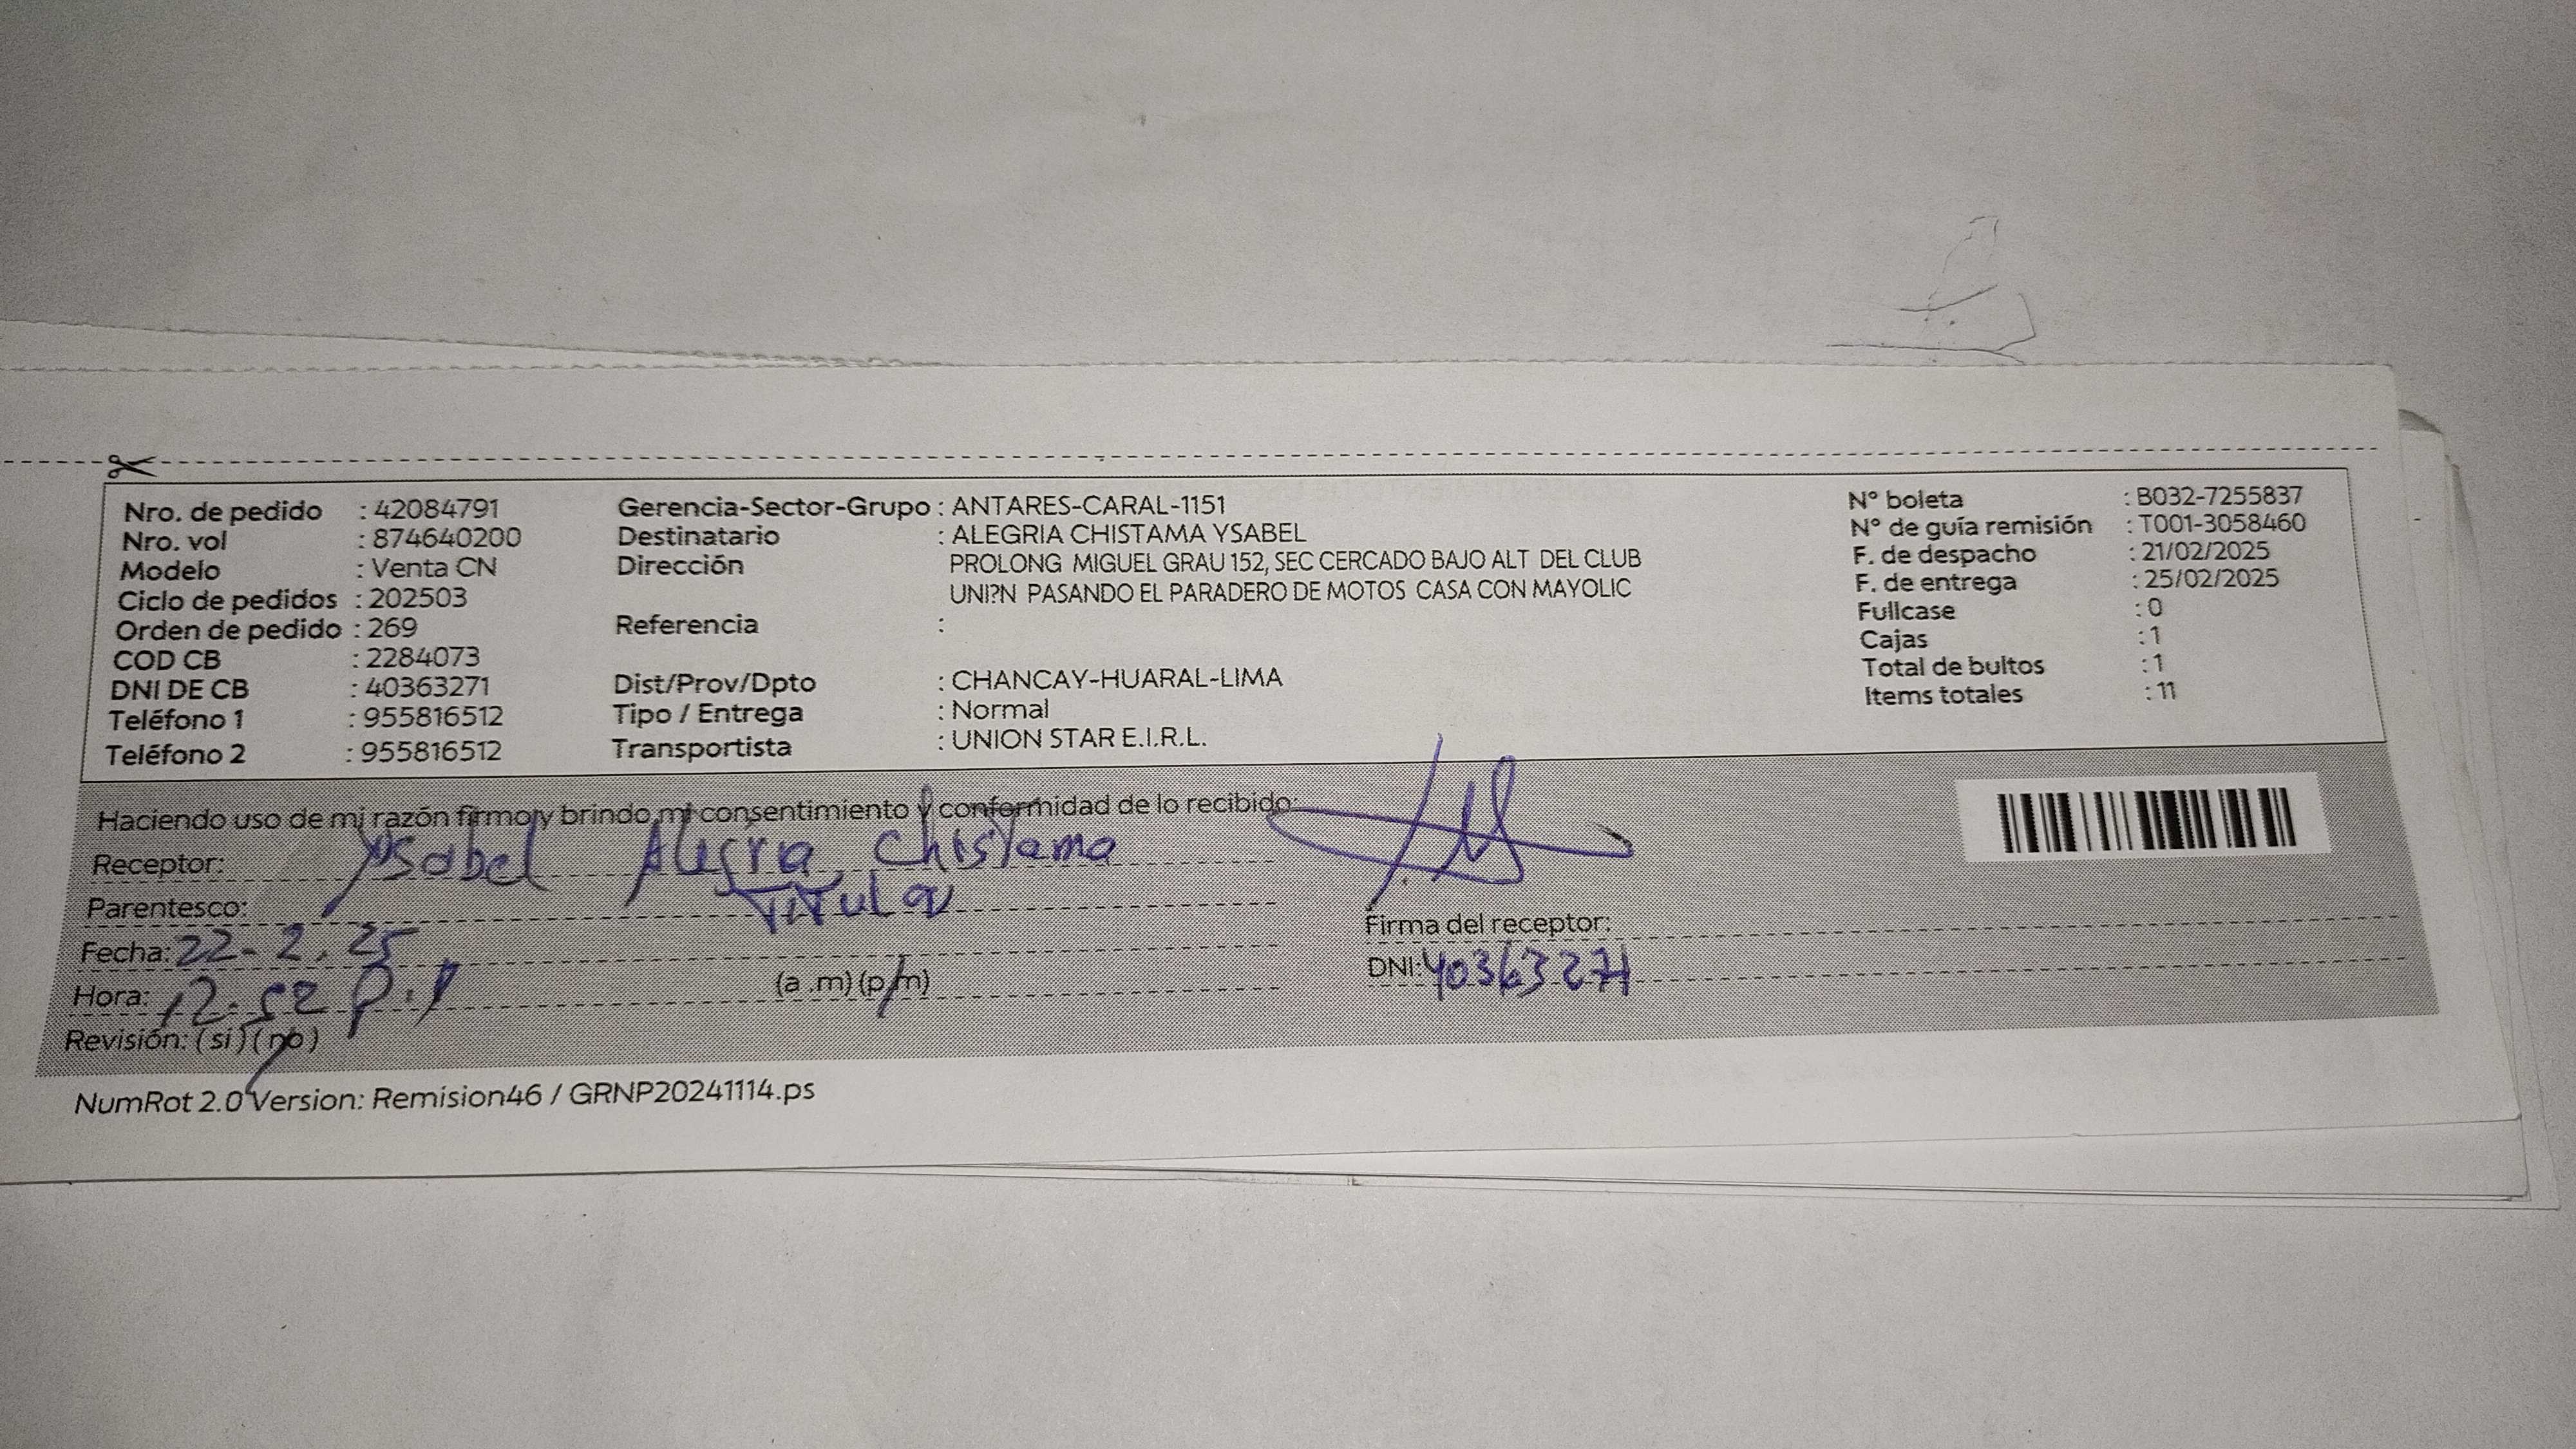 Nro. de pedido : 42084791
Nro. vol : 874640200
Modelo : Venta CN
Ciclo de pedidos : 202503
Orden de pedido : 269
COD CB : 2284073
DNI DE CB : 40363271
Teléfono 1 : 955816512
Teléfono 2 : 955816512
Gerencia-Sector-Grupo : ANTARES-CARAL-1151
Destinatario : ALEGRIA CHISTAMA YSABEL
Dirección PROLONG MIGUEL GRAU 152, SEC CERCADO BAJO ALT DEL CLUB
UNI?N PASANDO EL PARADERO DE MOTOS CASA CON MAYOLIC
Referencia :
Dist/Prov/Dpto : CHANCAY-HUARAL-LIMA
Tipo / Entrega : Normal
Transportista : UNION STAR E.I.R.L.
N° boleta : B032-7255837
N° de guía remisión : T001-3058460
F. de despacho : 21/02/2025
F. de entrega : 25/02/2025
Fullcase : 0
Cajas : 1
Total de bultos : 1
Items totales : 11
Haciendo uso de mi razón firmo y brindo mi consentimiento y conformidad de lo recibido:
Receptor: Ysabel Alegria Chistama
Parentesco: Titular
Fecha: 22-2.25
Hora: 12-52 (a.m) (p/m)
Revisión: (si) (no)
Firma del receptor:
DNI: 40363271
NumRot 2.0 Version: Remision46 / GRNP20241114.ps